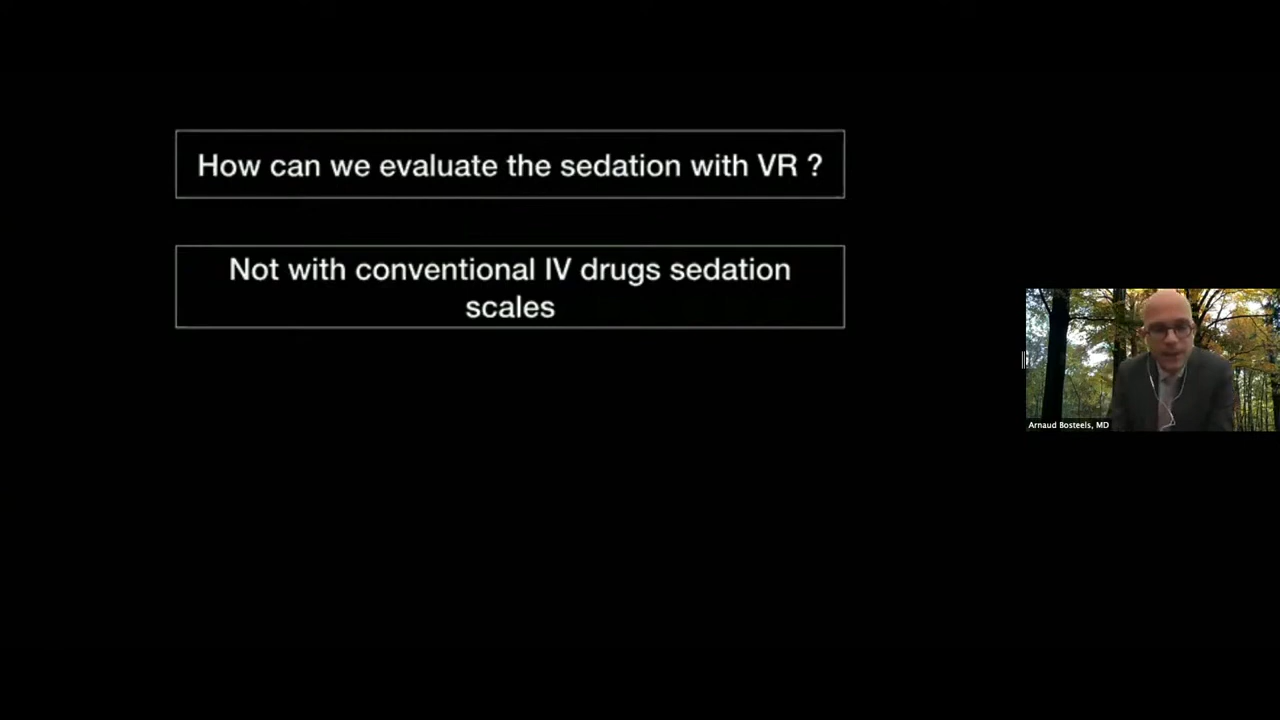 How can we evaluate the sedation with VR ?
Not with conventional IV drugs sedation
scales
Arnaud Bosteels, MD